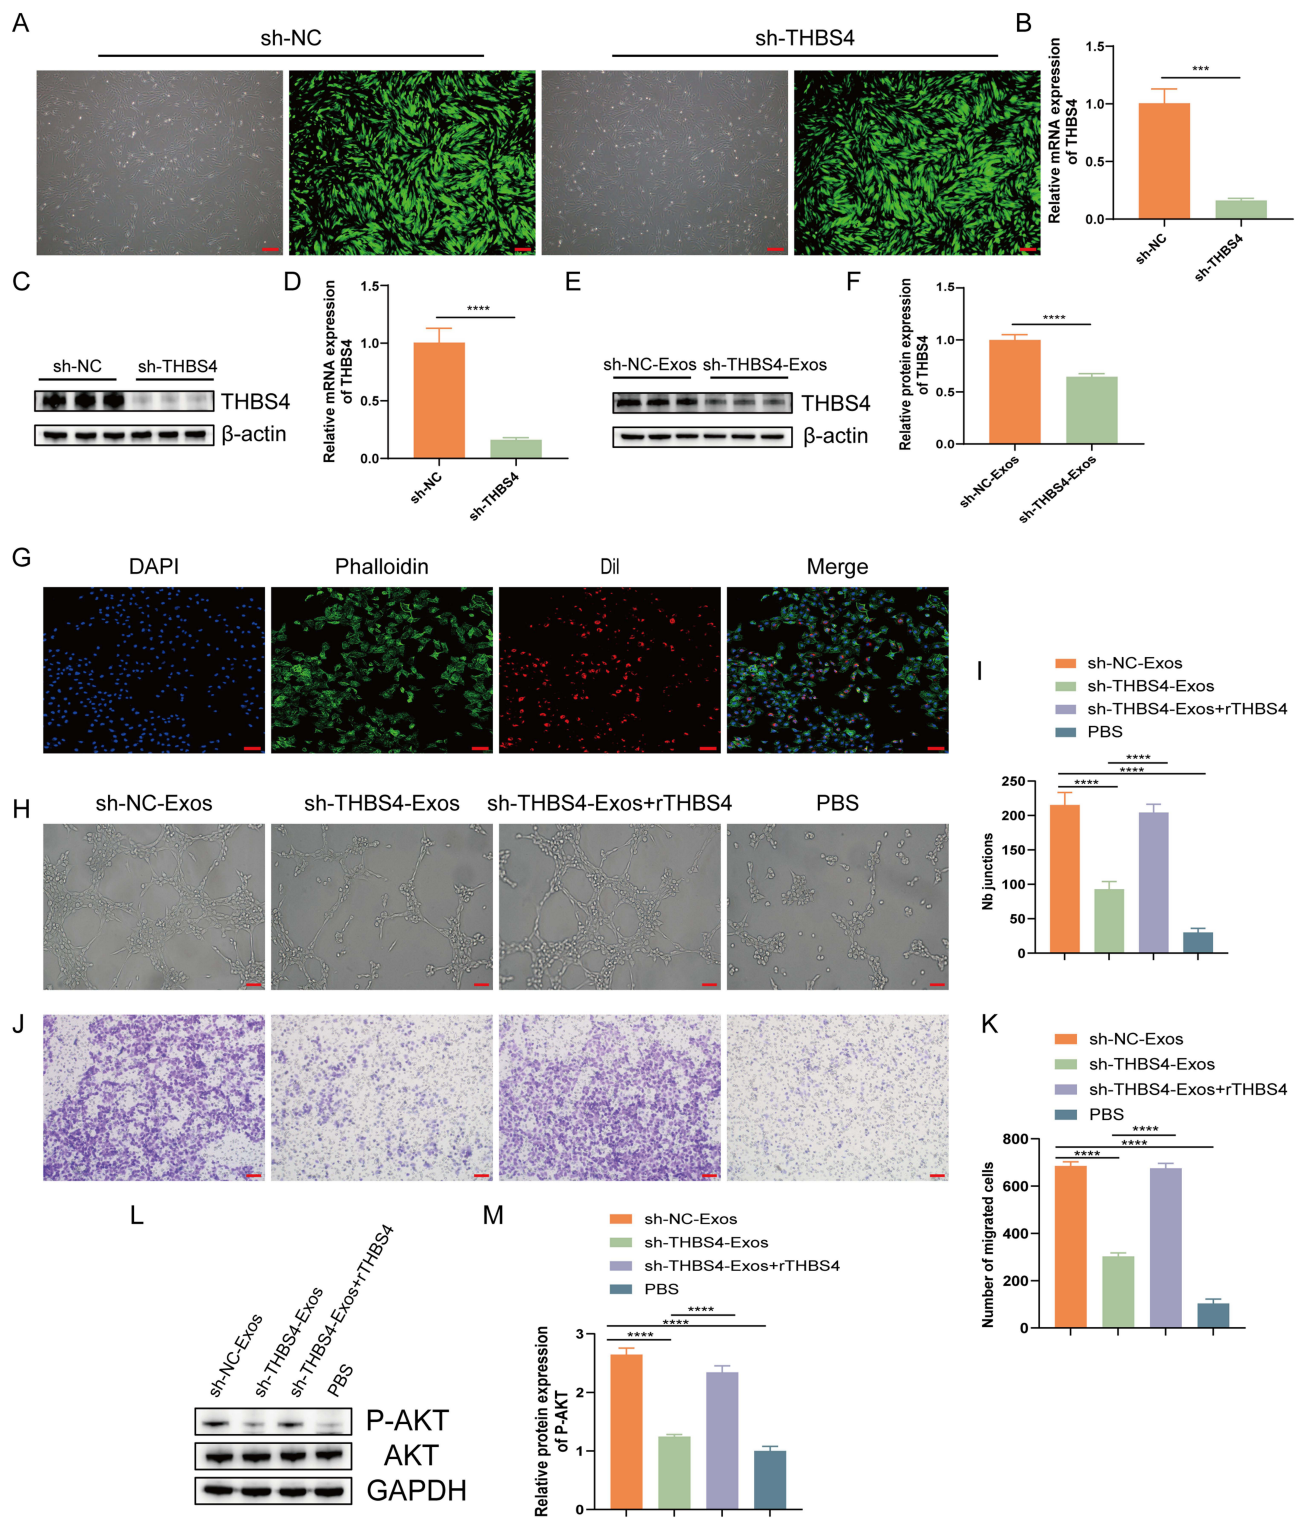 A
sh-NC
sh-THBS4
B
Relative mRNA expression
of THBS4
1.5
1.0
0.5
0.0
***
sh-NC
sh-THBS4
C
sh-NC
sh-THBS4
THBS4
β-actin
D
Relative mRNA expression
of THBS4
1.5
1.0
0.5
0.0
****
sh-NC
sh-THBS4
E
sh-NC-Exos
sh-THBS4-Exos
THBS4
β-actin
F
Relative protein expression
of THBS4
1.5
1.0
0.5
0.0
****
sh-NC-Exos
sh-THBS4-Exos
G
DAPI
Phalloidin
Dil
Merge
H
sh-NC-Exos
sh-THBS4-Exos
sh-THBS4-Exos+rTHBS4
PBS
I
sh-NC-Exos
sh-THBS4-Exos
sh-THBS4-Exos+rTHBS4
PBS
****
****
****
Nb junctions
250
200
150
100
50
0
J
K
sh-NC-Exos
sh-THBS4-Exos
sh-THBS4-Exos+rTHBS4
PBS
****
****
****
Number of migrated cells
800
600
400
200
0
L
sh-NC-Exos
sh-THBS4-Exos
sh-THBS4-Exos+rTHBS4
PBS
P-AKT
AKT
GAPDH
M
sh-NC-Exos
sh-THBS4-Exos
sh-THBS4-Exos+rTHBS4
PBS
****
****
****
Relative protein expression
of P-AKT
3
2
1
0